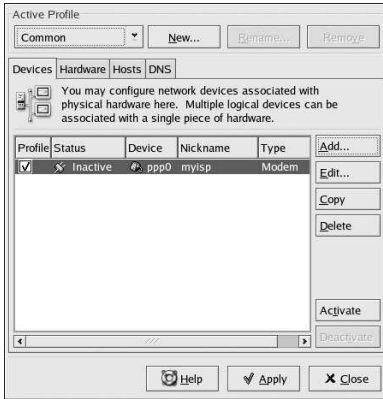 Active Profile
Common New... Rename... Remove
Devices Hardware Hosts DNS
You may configure network devices associated with
physical hardware here. Multiple logical devices can be
associated with a single piece of hardware.
Profile Status Device Nickname Type
Inactive ppp0 myisp Modem
Add...
Edit...
Copy
Delete
Activate
Deactivate
Help Apply Close